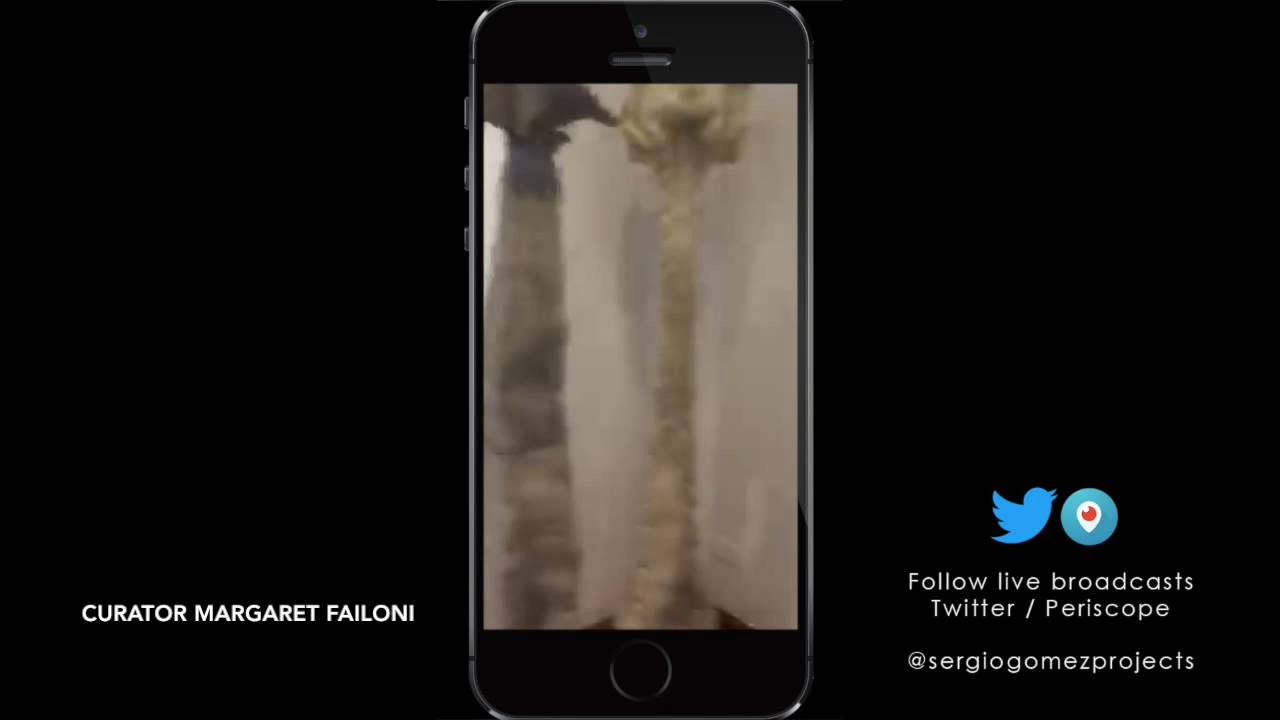 CURATOR MARGARET FAILONI
Follow live broadcasts
Twitter / Periscope
@sergiogomezprojects